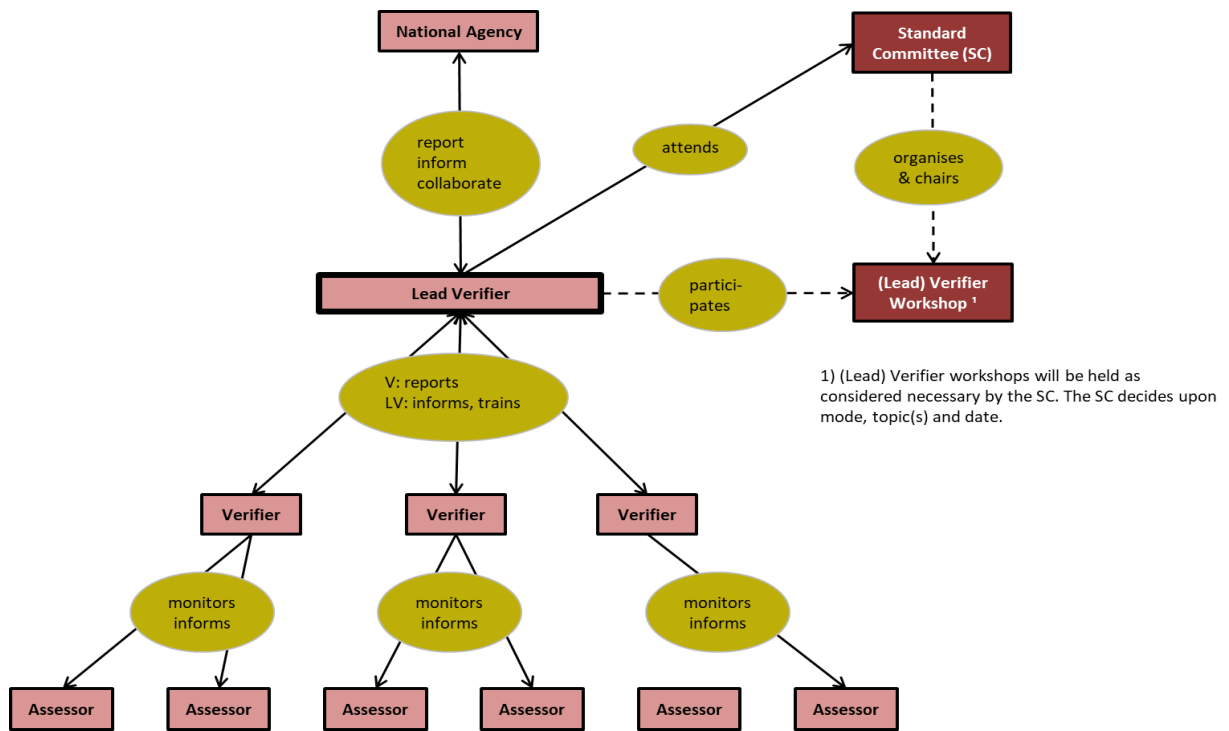 National Agency
Standard
Committee (SC)
report
inform
collaborate
attends
organises
& chairs
Lead Verifier
partici-
pates
(Lead) Verifier
Workshop ¹
V: reports
LV: informs, trains
1) (Lead) Verifier workshops will be held as
considered necessary by the SC. The SC decides upon
mode, topic(s) and date.
Verifier
Verifier
Verifier
monitors
informs
monitors
informs
monitors
informs
Assessor
Assessor
Assessor
Assessor
Assessor
Assessor